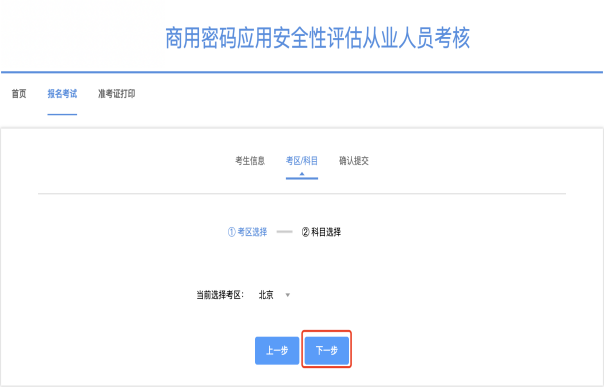 商用密码应用安全性评估从业人员考核
首页 报名考试 准考证打印
考生信息 考区/科目 确认提交
① 考区选择 ② 科目选择
当前选择考区： 北京
上一步 下一步